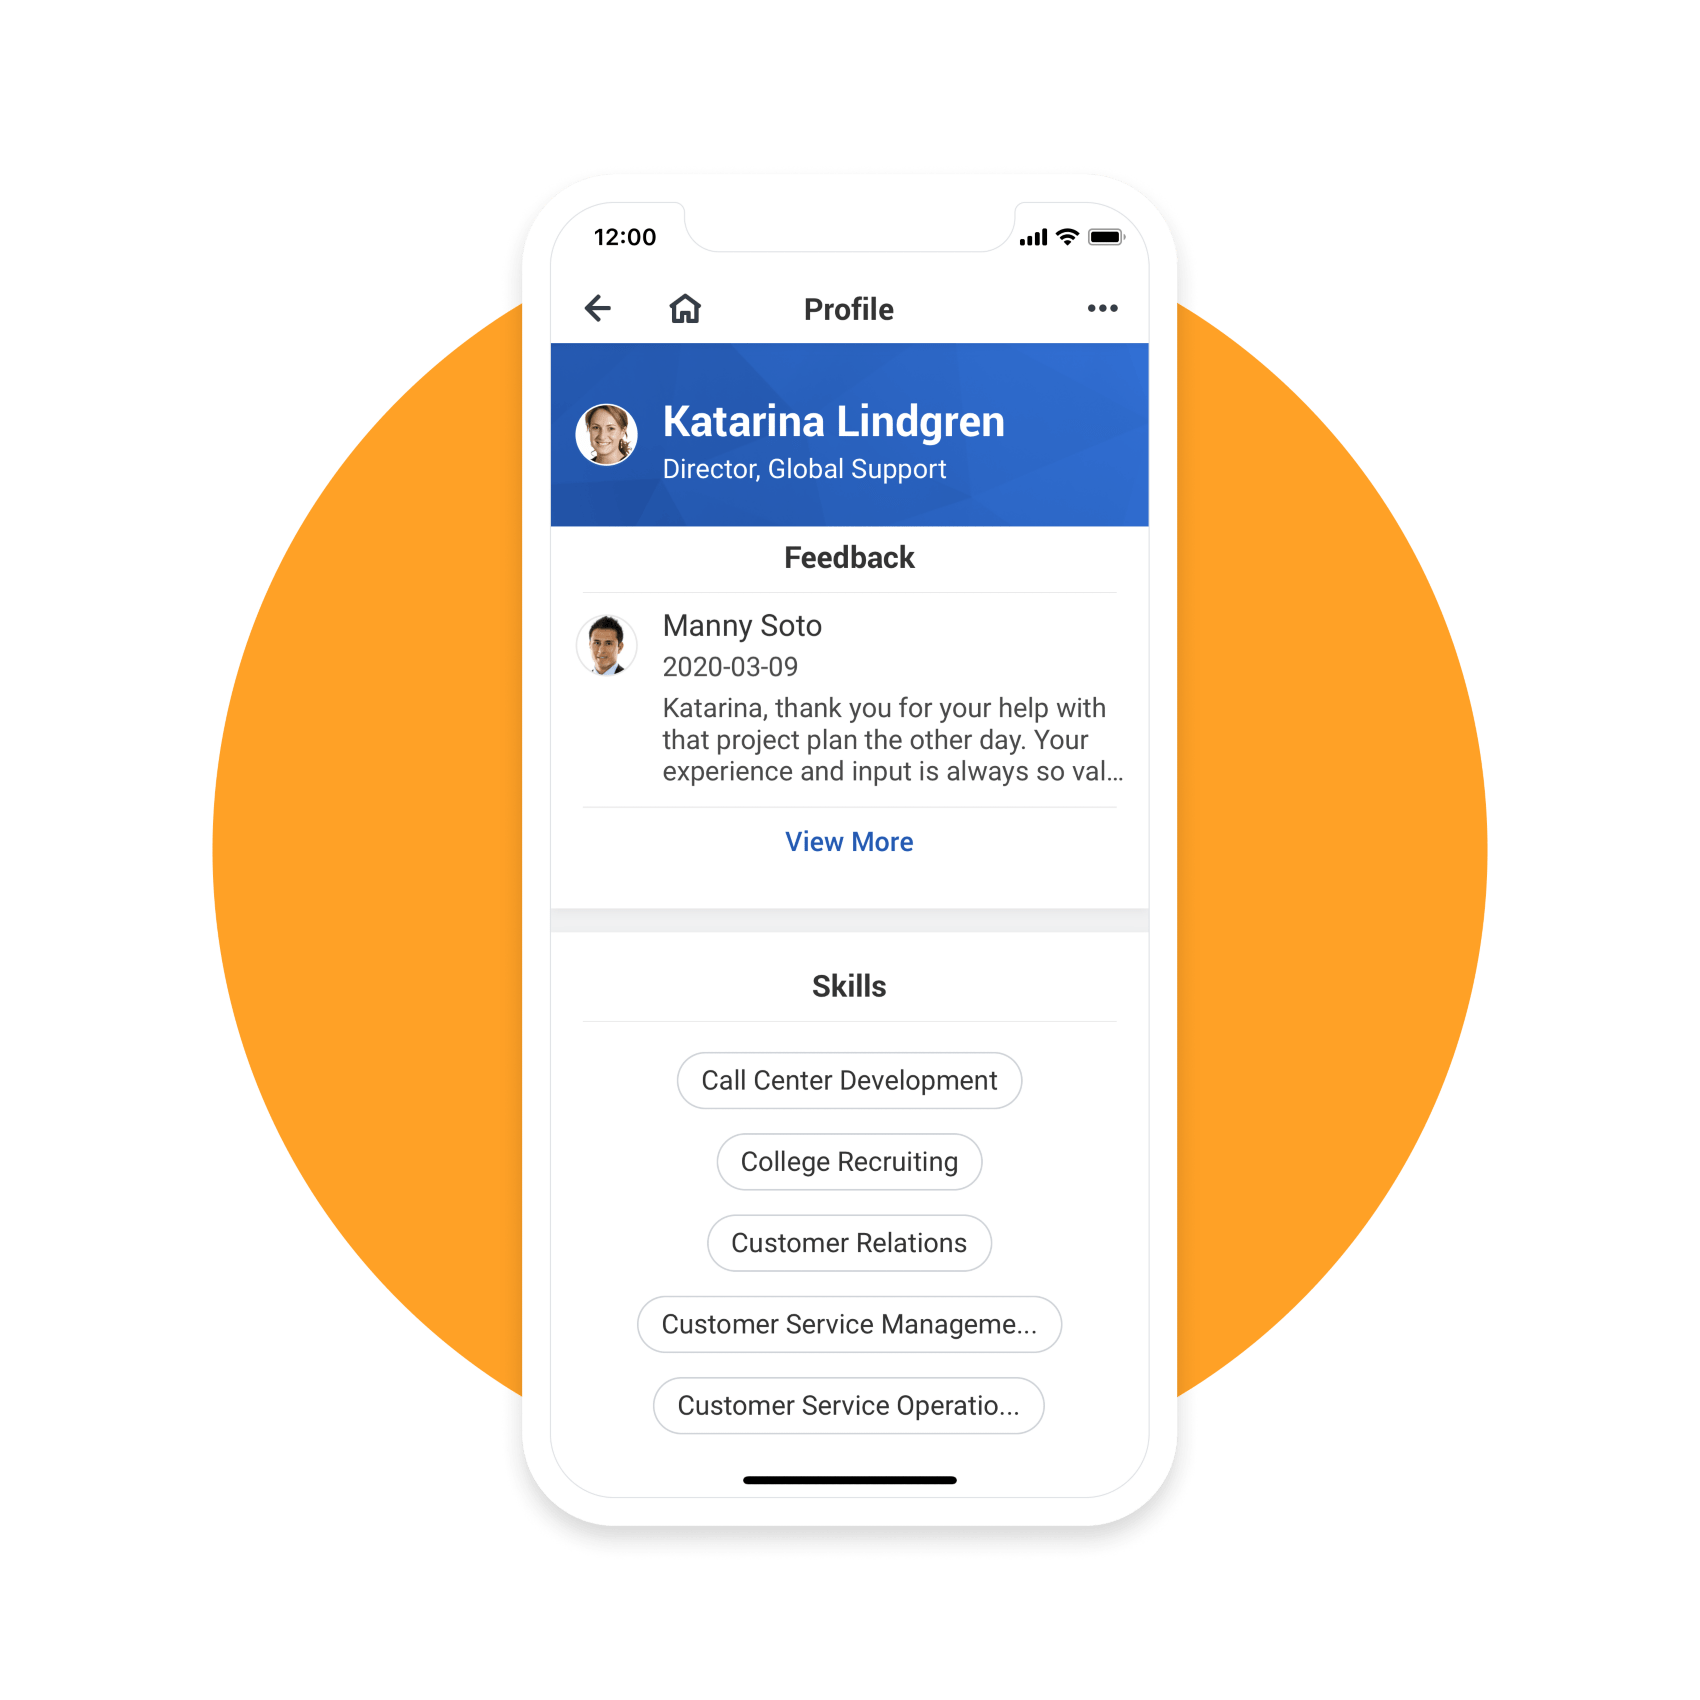 12:00
Profile
Katarina Lindgren
Director, Global Support
Feedback
Manny Soto
2020-03-09
Katarina, thank you for your help with
that project plan the other day. Your
experience and input is always so val...
View More
Skills
Call Center Development
College Recruiting
Customer Relations
Customer Service Manageme...
Customer Service Operatio...